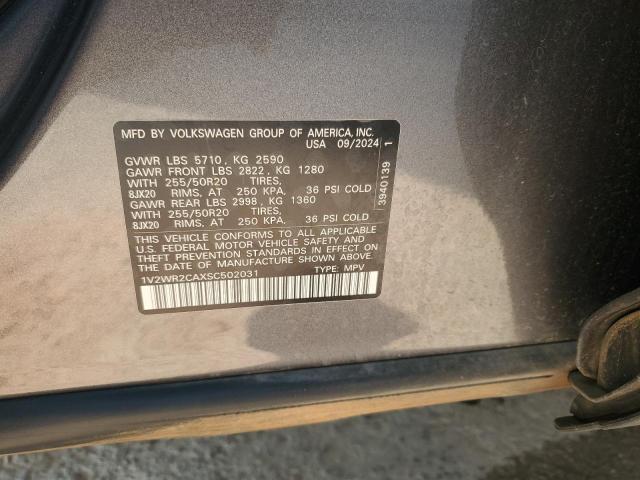 MFD BY VOLKSWAGEN GROUP OF AMERICA, INC.
USA 09/2024
GVWR LBS 5710, KG 2590
GAWR FRONT LBS 2822, KG 1280
WITH 255/50R20 TIRES,
8JX20 RIMS, AT 250 KPA, 36 PSI COLD
GAWR REAR LBS 2998, KG 1360
WITH 255/50R20 TIRES,
8JX20 RIMS, AT 250 KPA, 36 PSI COLD
THIS VEHICLE CONFORMS TO ALL APPLICABLE
U.S. FEDERAL MOTOR VEHICLE SAFETY AND
THEFT PREVENTION STANDARDS IN EFFECT ON
THE DATE OF MANUFACTURE SHOWN ABOVE.
1V2WR2CAXSC502031 TYPE: MPV
3940139 1